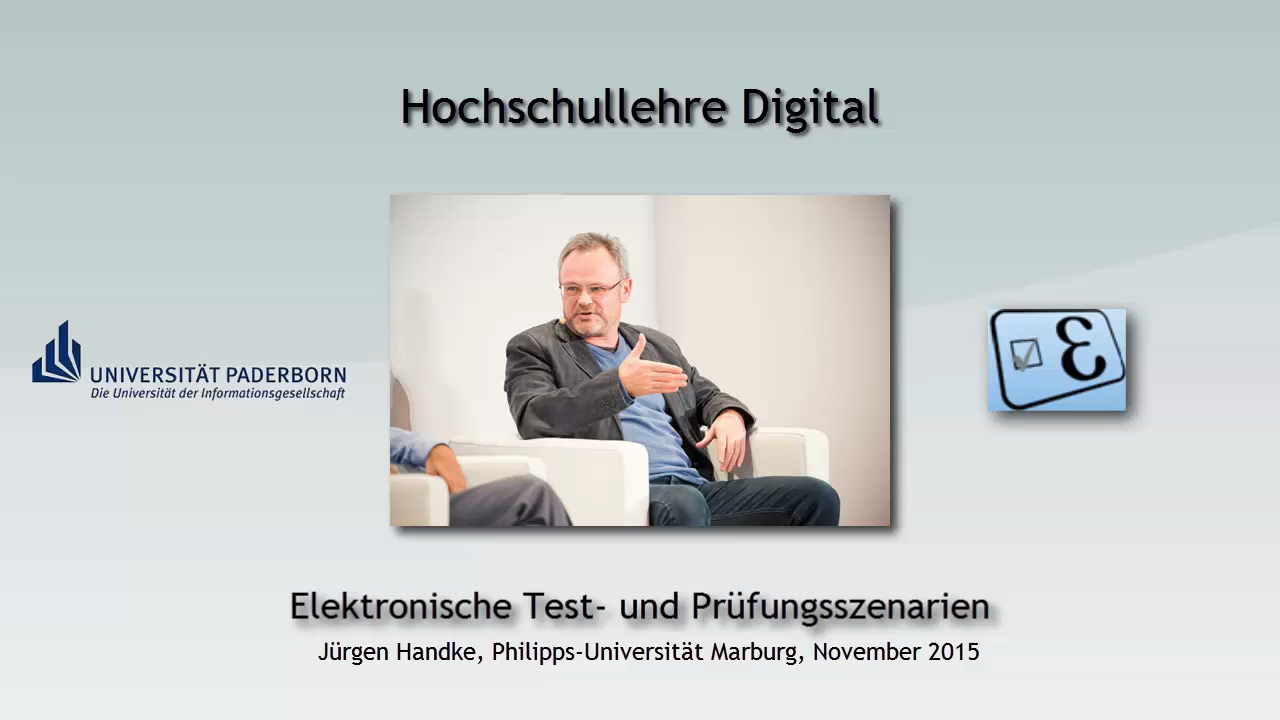 Hochschullehre Digital
UNIVERSITÄT PADERBORN
Die Universität der Informationsgesellschaft
ε
Elektronische Test- und Prüfungsszenarien
Jürgen Handke, Philipps-Universität Marburg, November 2015